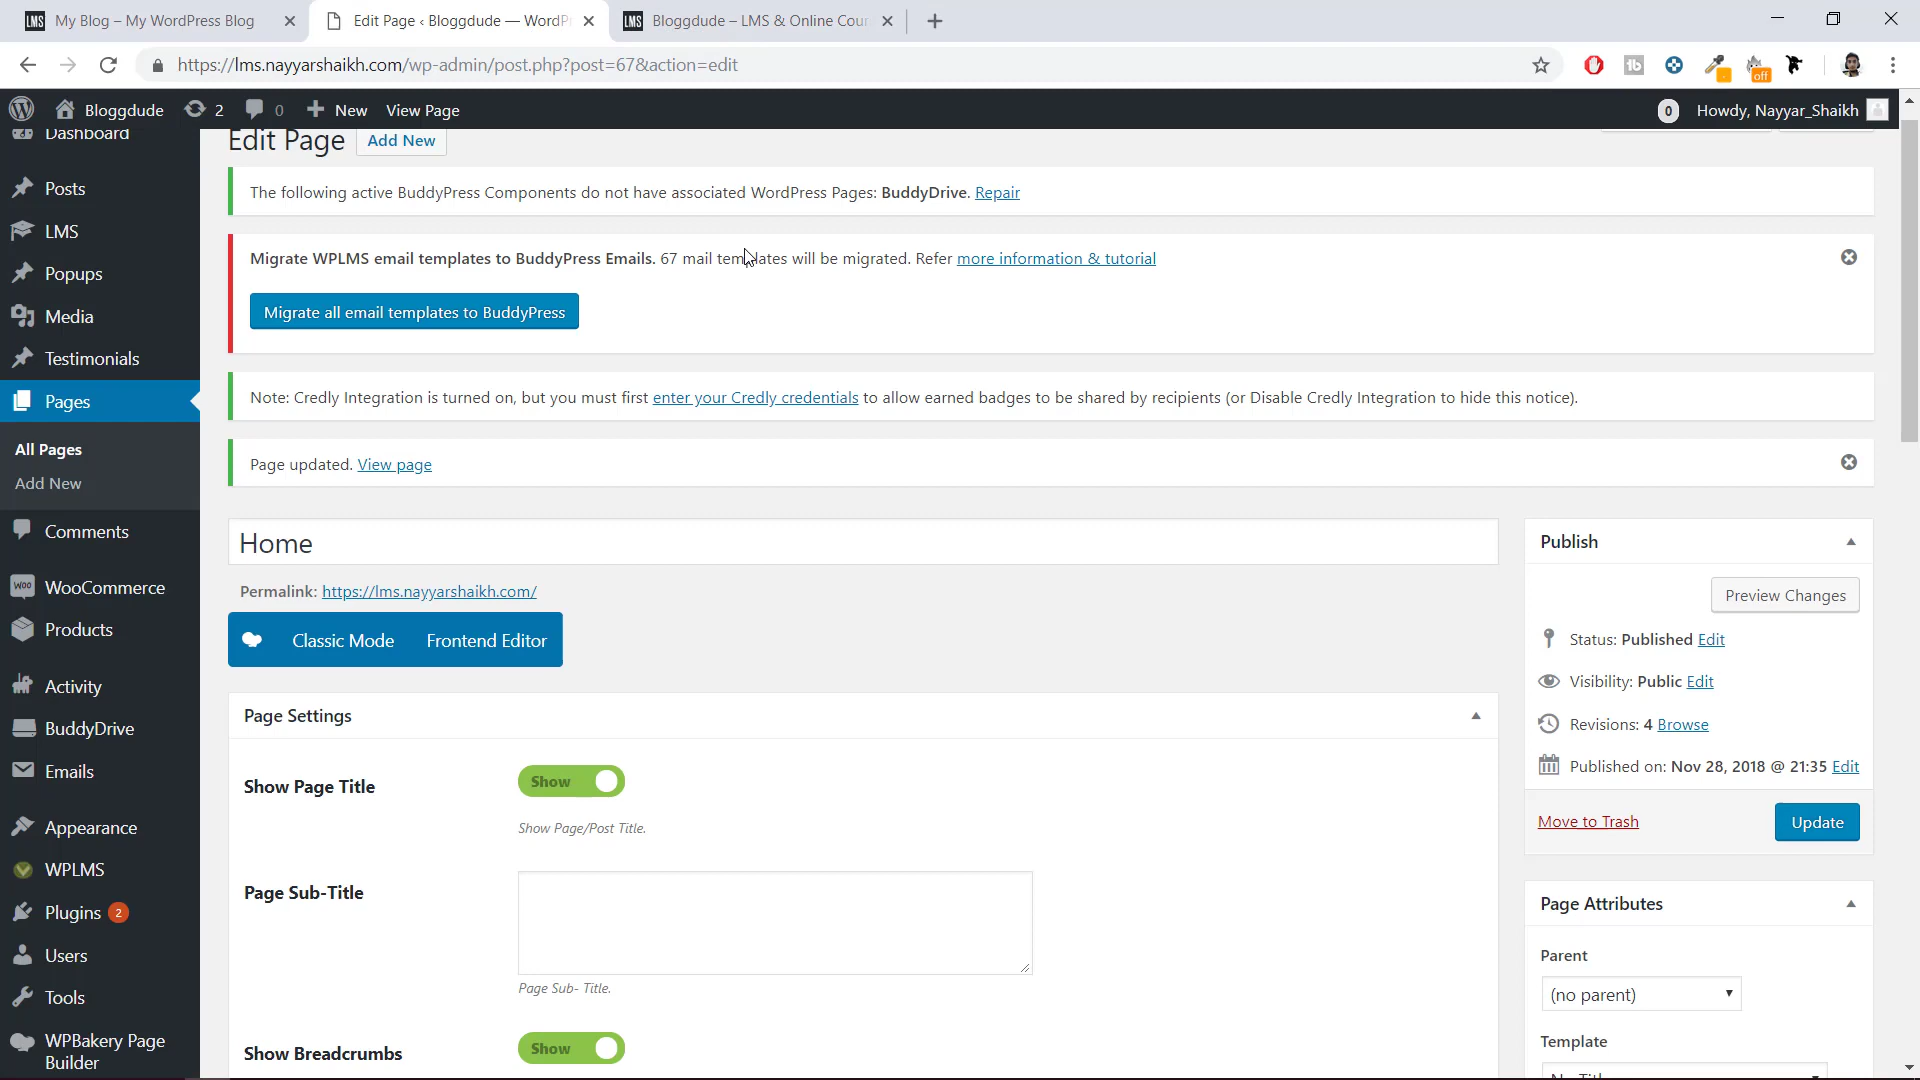 LMS My Blog – My WordPress Blog
Edit Page ‹ Bloggdude — WordP
LMS Bloggdude – LMS & Online Cour
https://lms.nayyarshaikh.com/wp-admin/post.php?post=67&action=edit
off
Bloggdude 2 0 New View Page
0 Howdy, Nayyar_Shaikh
Dashboard
Posts
LMS
Popups
Media
Testimonials
Pages
All Pages
Add New
Comments
WooCommerce
Products
Activity
BuddyDrive
Emails
Appearance
WPLMS
Plugins 2
Users
Tools
WPBakery Page
Builder
Edit Page Add New
The following active BuddyPress Components do not have associated WordPress Pages: BuddyDrive. Repair
Migrate WPLMS email templates to BuddyPress Emails. 67 mail templates will be migrated. Refer more information & tutorial
Migrate all email templates to BuddyPress
Note: Credly Integration is turned on, but you must first enter your Credly credentials to allow earned badges to be shared by recipients (or Disable Credly Integration to hide this notice).
Page updated. View page
Home
Permalink: https://lms.nayyarshaikh.com/
Classic Mode Frontend Editor
Page Settings
Show Page Title
Show
Show Page/Post Title.
Page Sub-Title
Page Sub- Title.
Show Breadcrumbs
Show
Publish
Preview Changes
Status: Published Edit
Visibility: Public Edit
Revisions: 4 Browse
Published on: Nov 28, 2018 @ 21:35 Edit
Move to Trash
Update
Page Attributes
Parent
(no parent)
Template